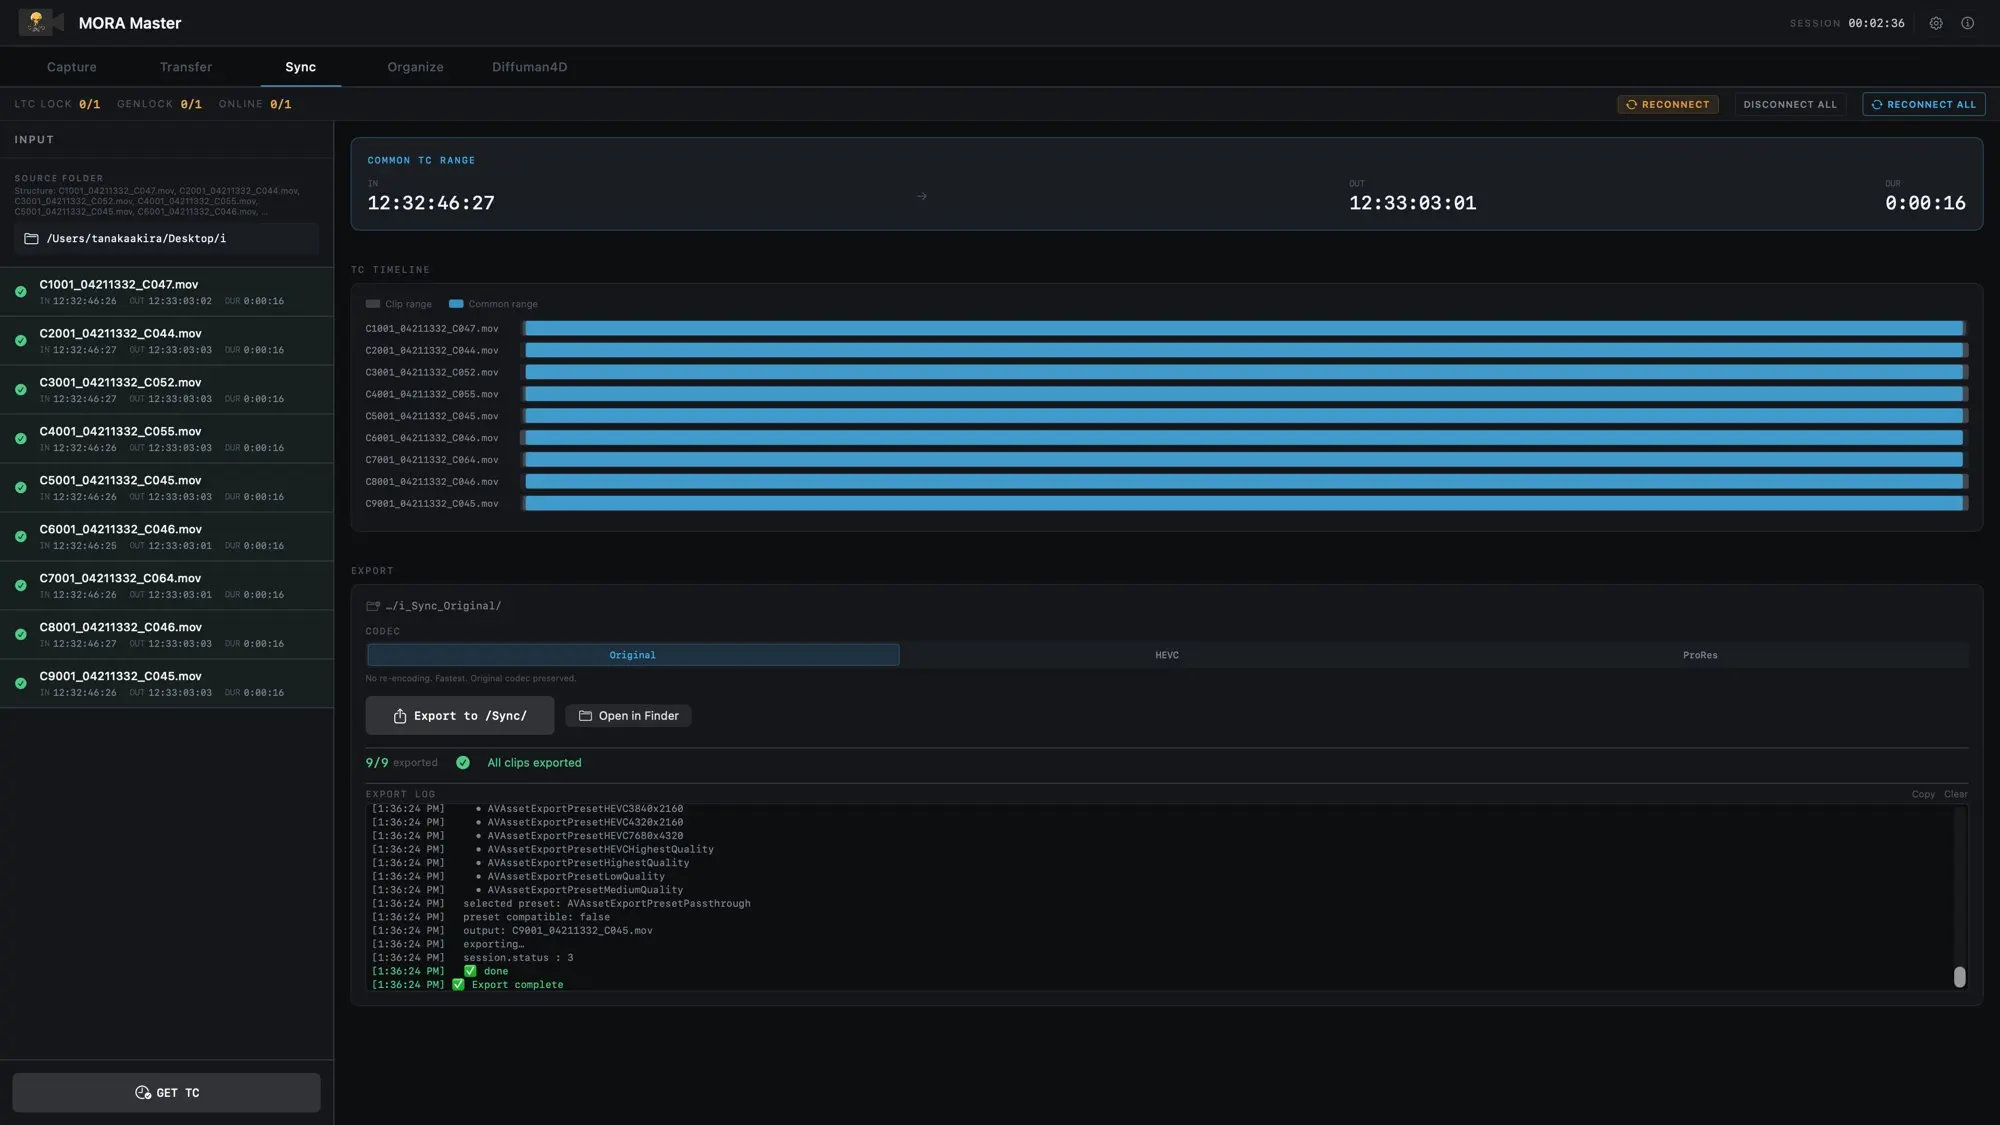 MORA Master
SESSION 00:02:36
Capture Transfer Sync Organize Diffuman4D
LTC LOCK 0/1 GENLOCK 0/1 ONLINE 0/1
RECONNECT DISCONNECT ALL RECONNECT ALL
INPUT
SOURCE FOLDER
Structure: C1001_04211332_C047.mov, C2001_04211332_C044.mov,
C3001_04211332_C052.mov, C4001_04211332_C055.mov,
C5001_04211332_C045.mov, C6001_04211332_C046.mov, …
/Users/tanakaakira/Desktop/i
C1001_04211332_C047.mov
IN 12:32:46:26 OUT 12:33:03:02 DUR 0:00:16
C2001_04211332_C044.mov
IN 12:32:46:27 OUT 12:33:03:03 DUR 0:00:16
C3001_04211332_C052.mov
IN 12:32:46:27 OUT 12:33:03:03 DUR 0:00:16
C4001_04211332_C055.mov
IN 12:32:46:26 OUT 12:33:03:03 DUR 0:00:16
C5001_04211332_C045.mov
IN 12:32:46:26 OUT 12:33:03:03 DUR 0:00:16
C6001_04211332_C046.mov
IN 12:32:46:25 OUT 12:33:03:01 DUR 0:00:16
C7001_04211332_C064.mov
IN 12:32:46:26 OUT 12:33:03:01 DUR 0:00:16
C8001_04211332_C046.mov
IN 12:32:46:27 OUT 12:33:03:03 DUR 0:00:16
C9001_04211332_C045.mov
IN 12:32:46:26 OUT 12:33:03:03 DUR 0:00:16
GET TC
COMMON TC RANGE
IN OUT DUR
12:32:46:27 → 12:33:03:01 0:00:16
TC TIMELINE
Clip range Common range
C1001_04211332_C047.mov
C2001_04211332_C044.mov
C3001_04211332_C052.mov
C4001_04211332_C055.mov
C5001_04211332_C045.mov
C6001_04211332_C046.mov
C7001_04211332_C064.mov
C8001_04211332_C046.mov
C9001_04211332_C045.mov
EXPORT
…/i_Sync_Original/
CODEC
Original HEVC ProRes
No re-encoding. Fastest. Original codec preserved.
Export to /Sync/ Open in Finder
9/9 exported All clips exported
EXPORT LOG Copy Clear
[1:36:24 PM] • AVAssetExportPresetHEVC3840x2160
[1:36:24 PM] • AVAssetExportPresetHEVC4320x2160
[1:36:24 PM] • AVAssetExportPresetHEVC7680x4320
[1:36:24 PM] • AVAssetExportPresetHEVCHighestQuality
[1:36:24 PM] • AVAssetExportPresetHighestQuality
[1:36:24 PM] • AVAssetExportPresetLowQuality
[1:36:24 PM] • AVAssetExportPresetMediumQuality
[1:36:24 PM] selected preset: AVAssetExportPresetPassthrough
[1:36:24 PM] preset compatible: false
[1:36:24 PM] output: C9001_04211332_C045.mov
[1:36:24 PM] exporting…
[1:36:24 PM] session.status : 3
[1:36:24 PM] ✅ done
[1:36:24 PM] ✅ Export complete